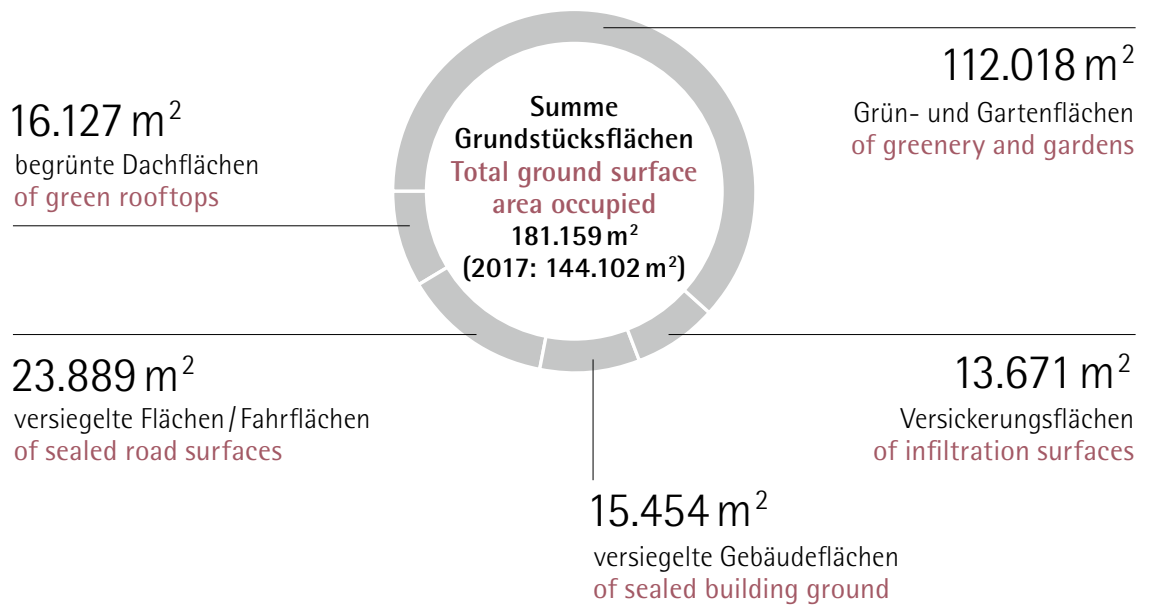 112.018 m²
Grün- und Gartenflächen
of greenery and gardens
16.127 m²
begrünte Dachflächen
of green rooftops
Summe
Grundstücksflächen
Total ground surface
area occupied
181.159 m²
(2017: 144.102 m²)
23.889 m²
versiegelte Flächen / Fahrflächen
of sealed road surfaces
13.671 m²
Versickerungsflächen
of infiltration surfaces
15.454 m²
versiegelte Gebäudeflächen
of sealed building ground